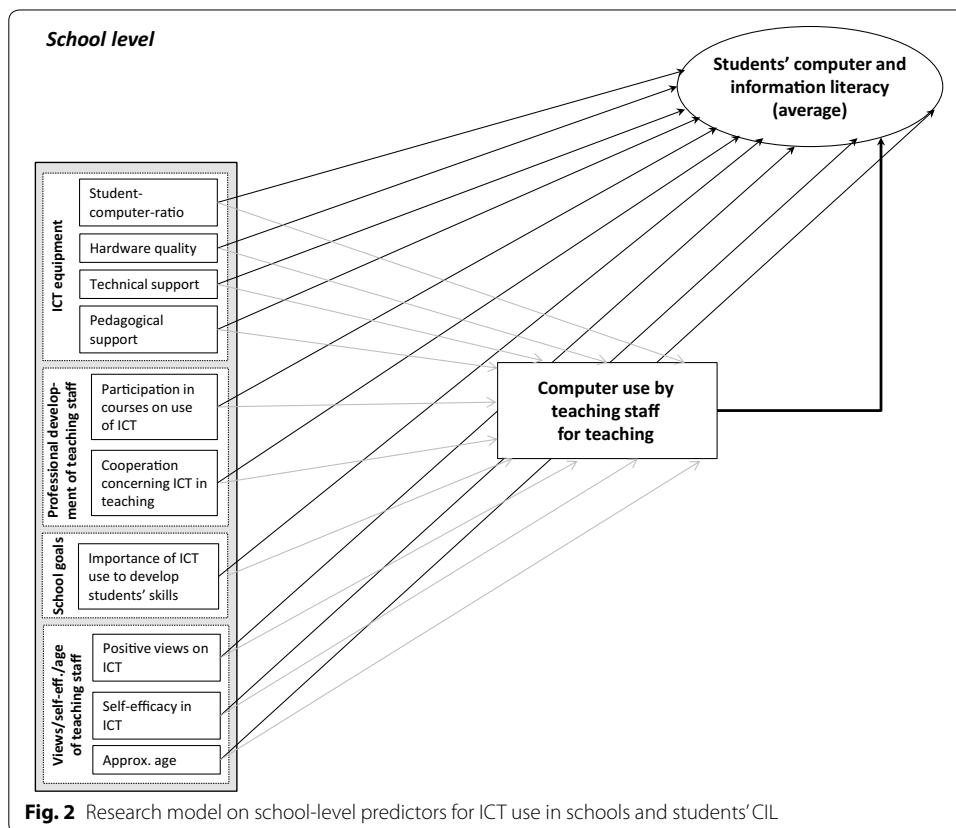 School level
Students’ computer and
information literacy
(average)
ICT equipment
Student-
computer-ratio
Hardware quality
Technical support
Pedagogical
support
Professional develop-
ment of teaching staff
Participation in
courses on use
of ICT
Cooperation
concerning ICT in
teaching
School goals
Importance of ICT
use to develop
students’ skills
Views/self-eff./age
of teaching staff
Positive views on
ICT
Self-efficacy in
ICT
Approx. age
Computer use by
teaching staff
for teaching
Fig. 2 Research model on school-level predictors for ICT use in schools and students’ CIL